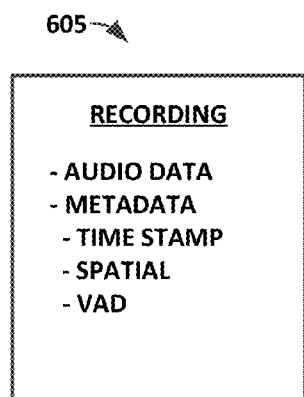 605
RECORDING
- AUDIO DATA
- METADATA
- TIME STAMP
- SPATIAL
- VAD